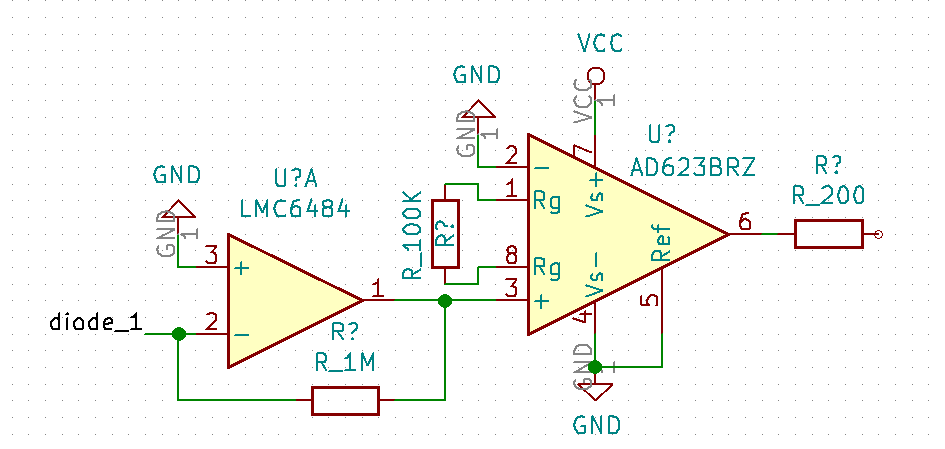 VCC
GND
VCC
1
GND
1
U?
AD623BRZ
7
2
-
1
Rg
Vs+
R?
R_200
GND
U?A
LMC6484
GND
1
R_100K
R?
6
Ref
3
+
8
Rg
Vs-
1
3
+
5
4
diode_1
2
-
R?
R_1M
GND
1
GND